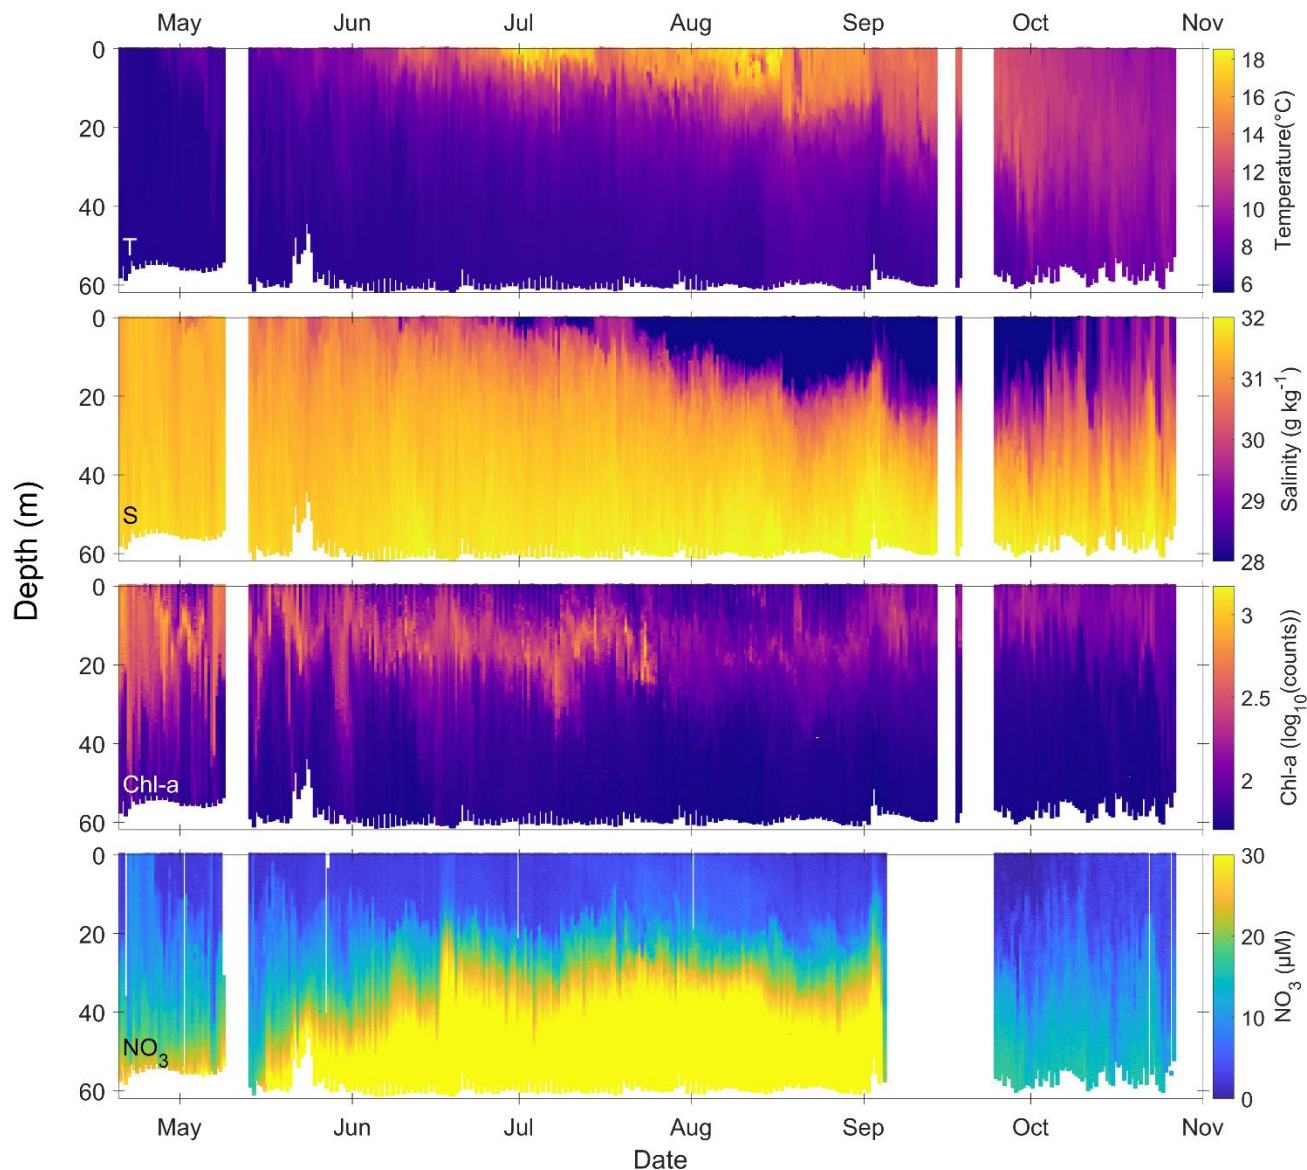 May Jun Jul Aug Sep Oct Nov
0
20
40
60
T
18
16
14
12
10
8
6
Temperature(°C)
0
20
40
60
S
32
31
30
29
28
Salinity (g kg⁻¹)
Depth (m)
0
20
40
60
Chl-a
3
2.5
2
Chl-a (log₁₀(counts))
0
20
40
60
NO₃
30
20
10
0
NO₃ (µM)
May Jun Jul Aug Sep Oct Nov
Date